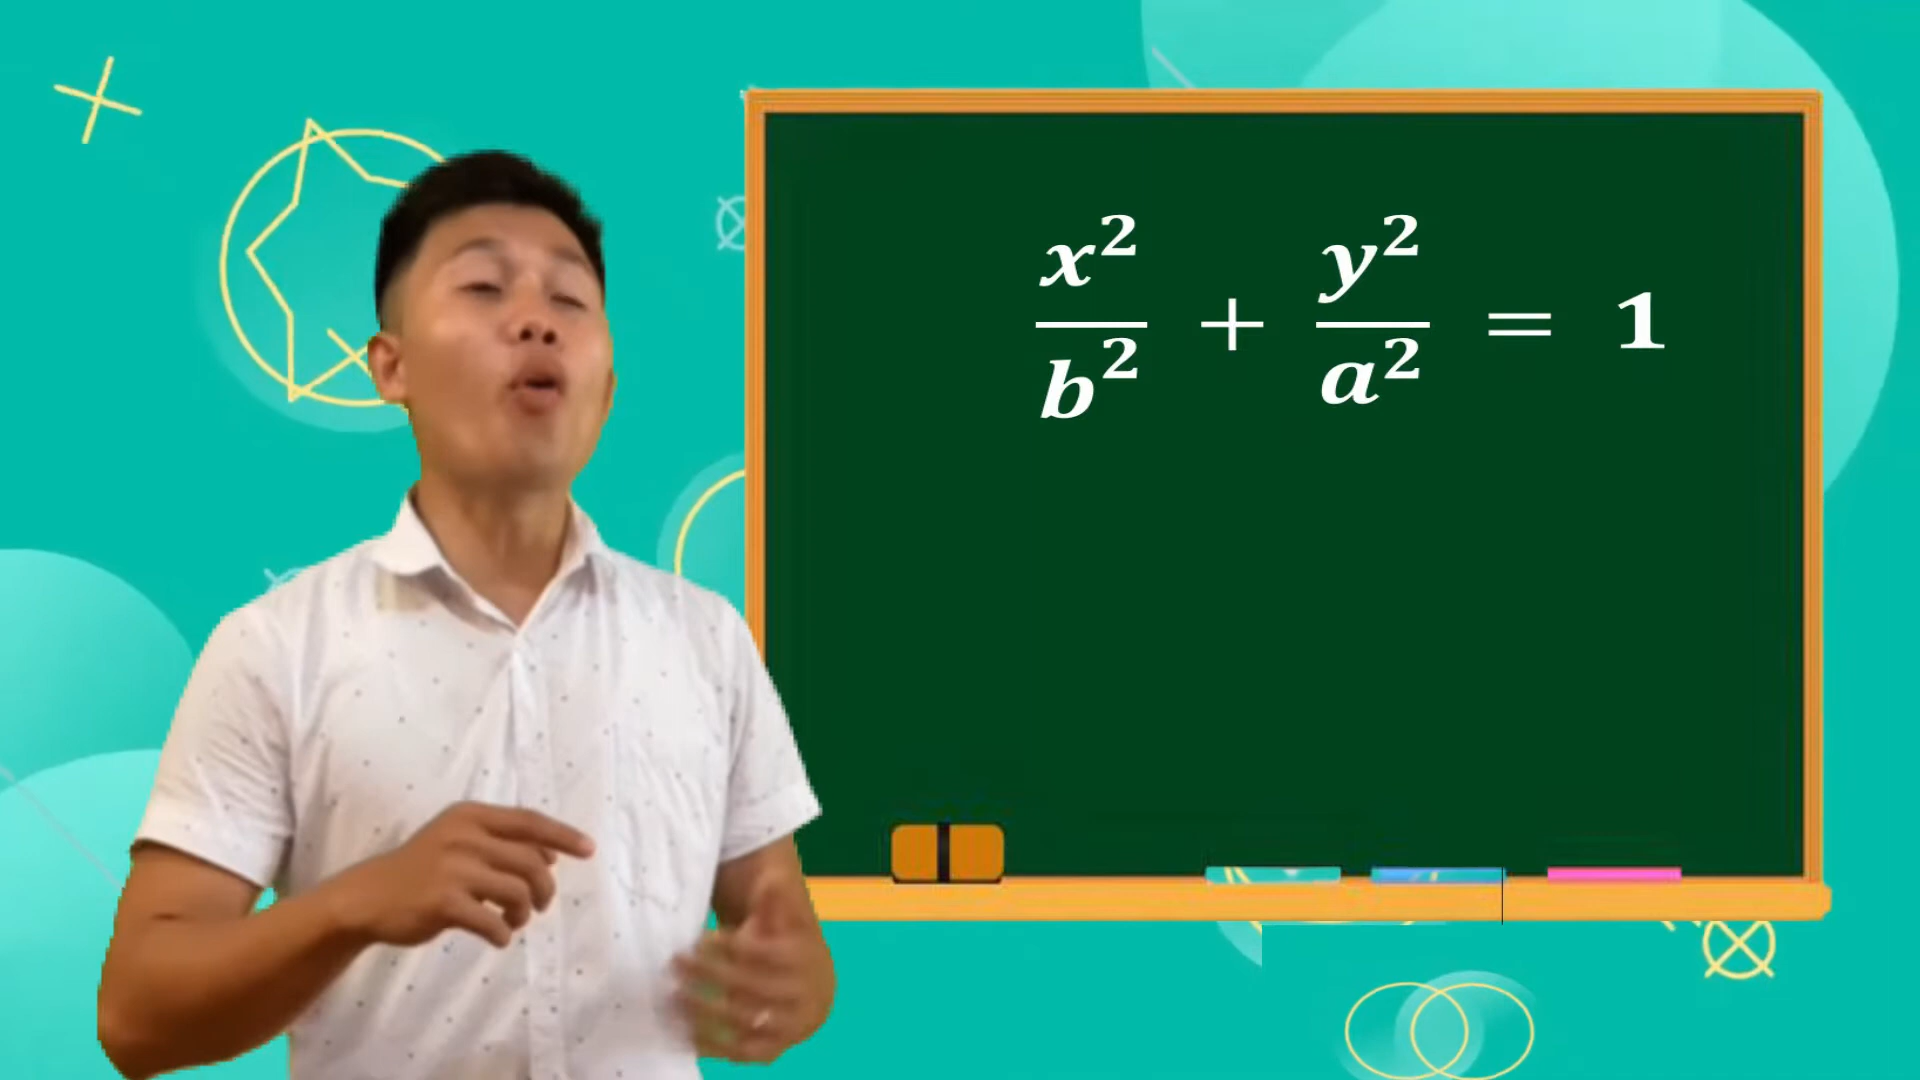 x²/b² + y²/a² = 1